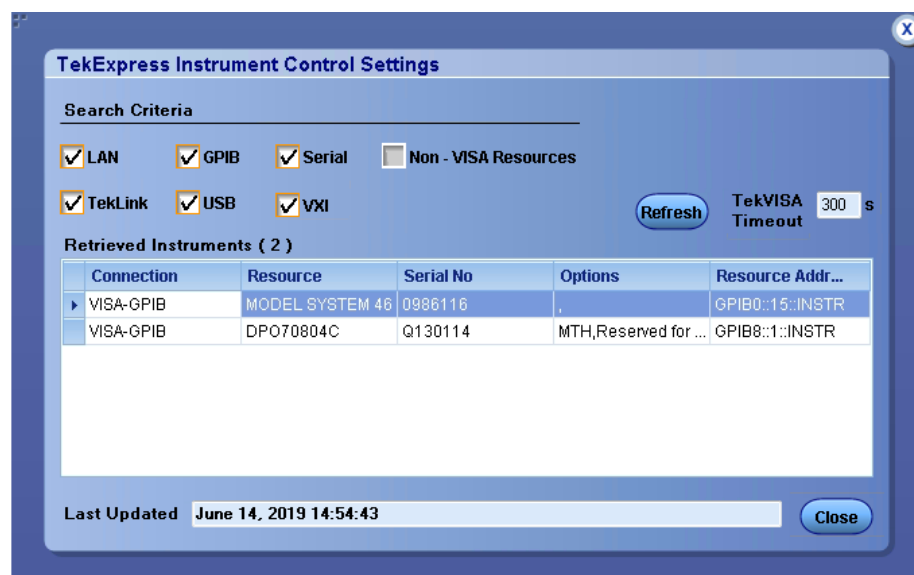 X
TekExpress Instrument Control Settings
Search Criteria
LAN GPIB Serial Non - VISA Resources
TekLink USB VXI Refresh TekVISA Timeout 300 s
Retrieved Instruments ( 2 )
Connection Resource Serial No Options Resource Addr...
VISA-GPIB MODEL SYSTEM 46 0986116 , GPIB0::15::INSTR
VISA-GPIB DPO70804C Q130114 MTH,Reserved for ... GPIB8::1::INSTR
Last Updated June 14, 2019 14:54:43 Close